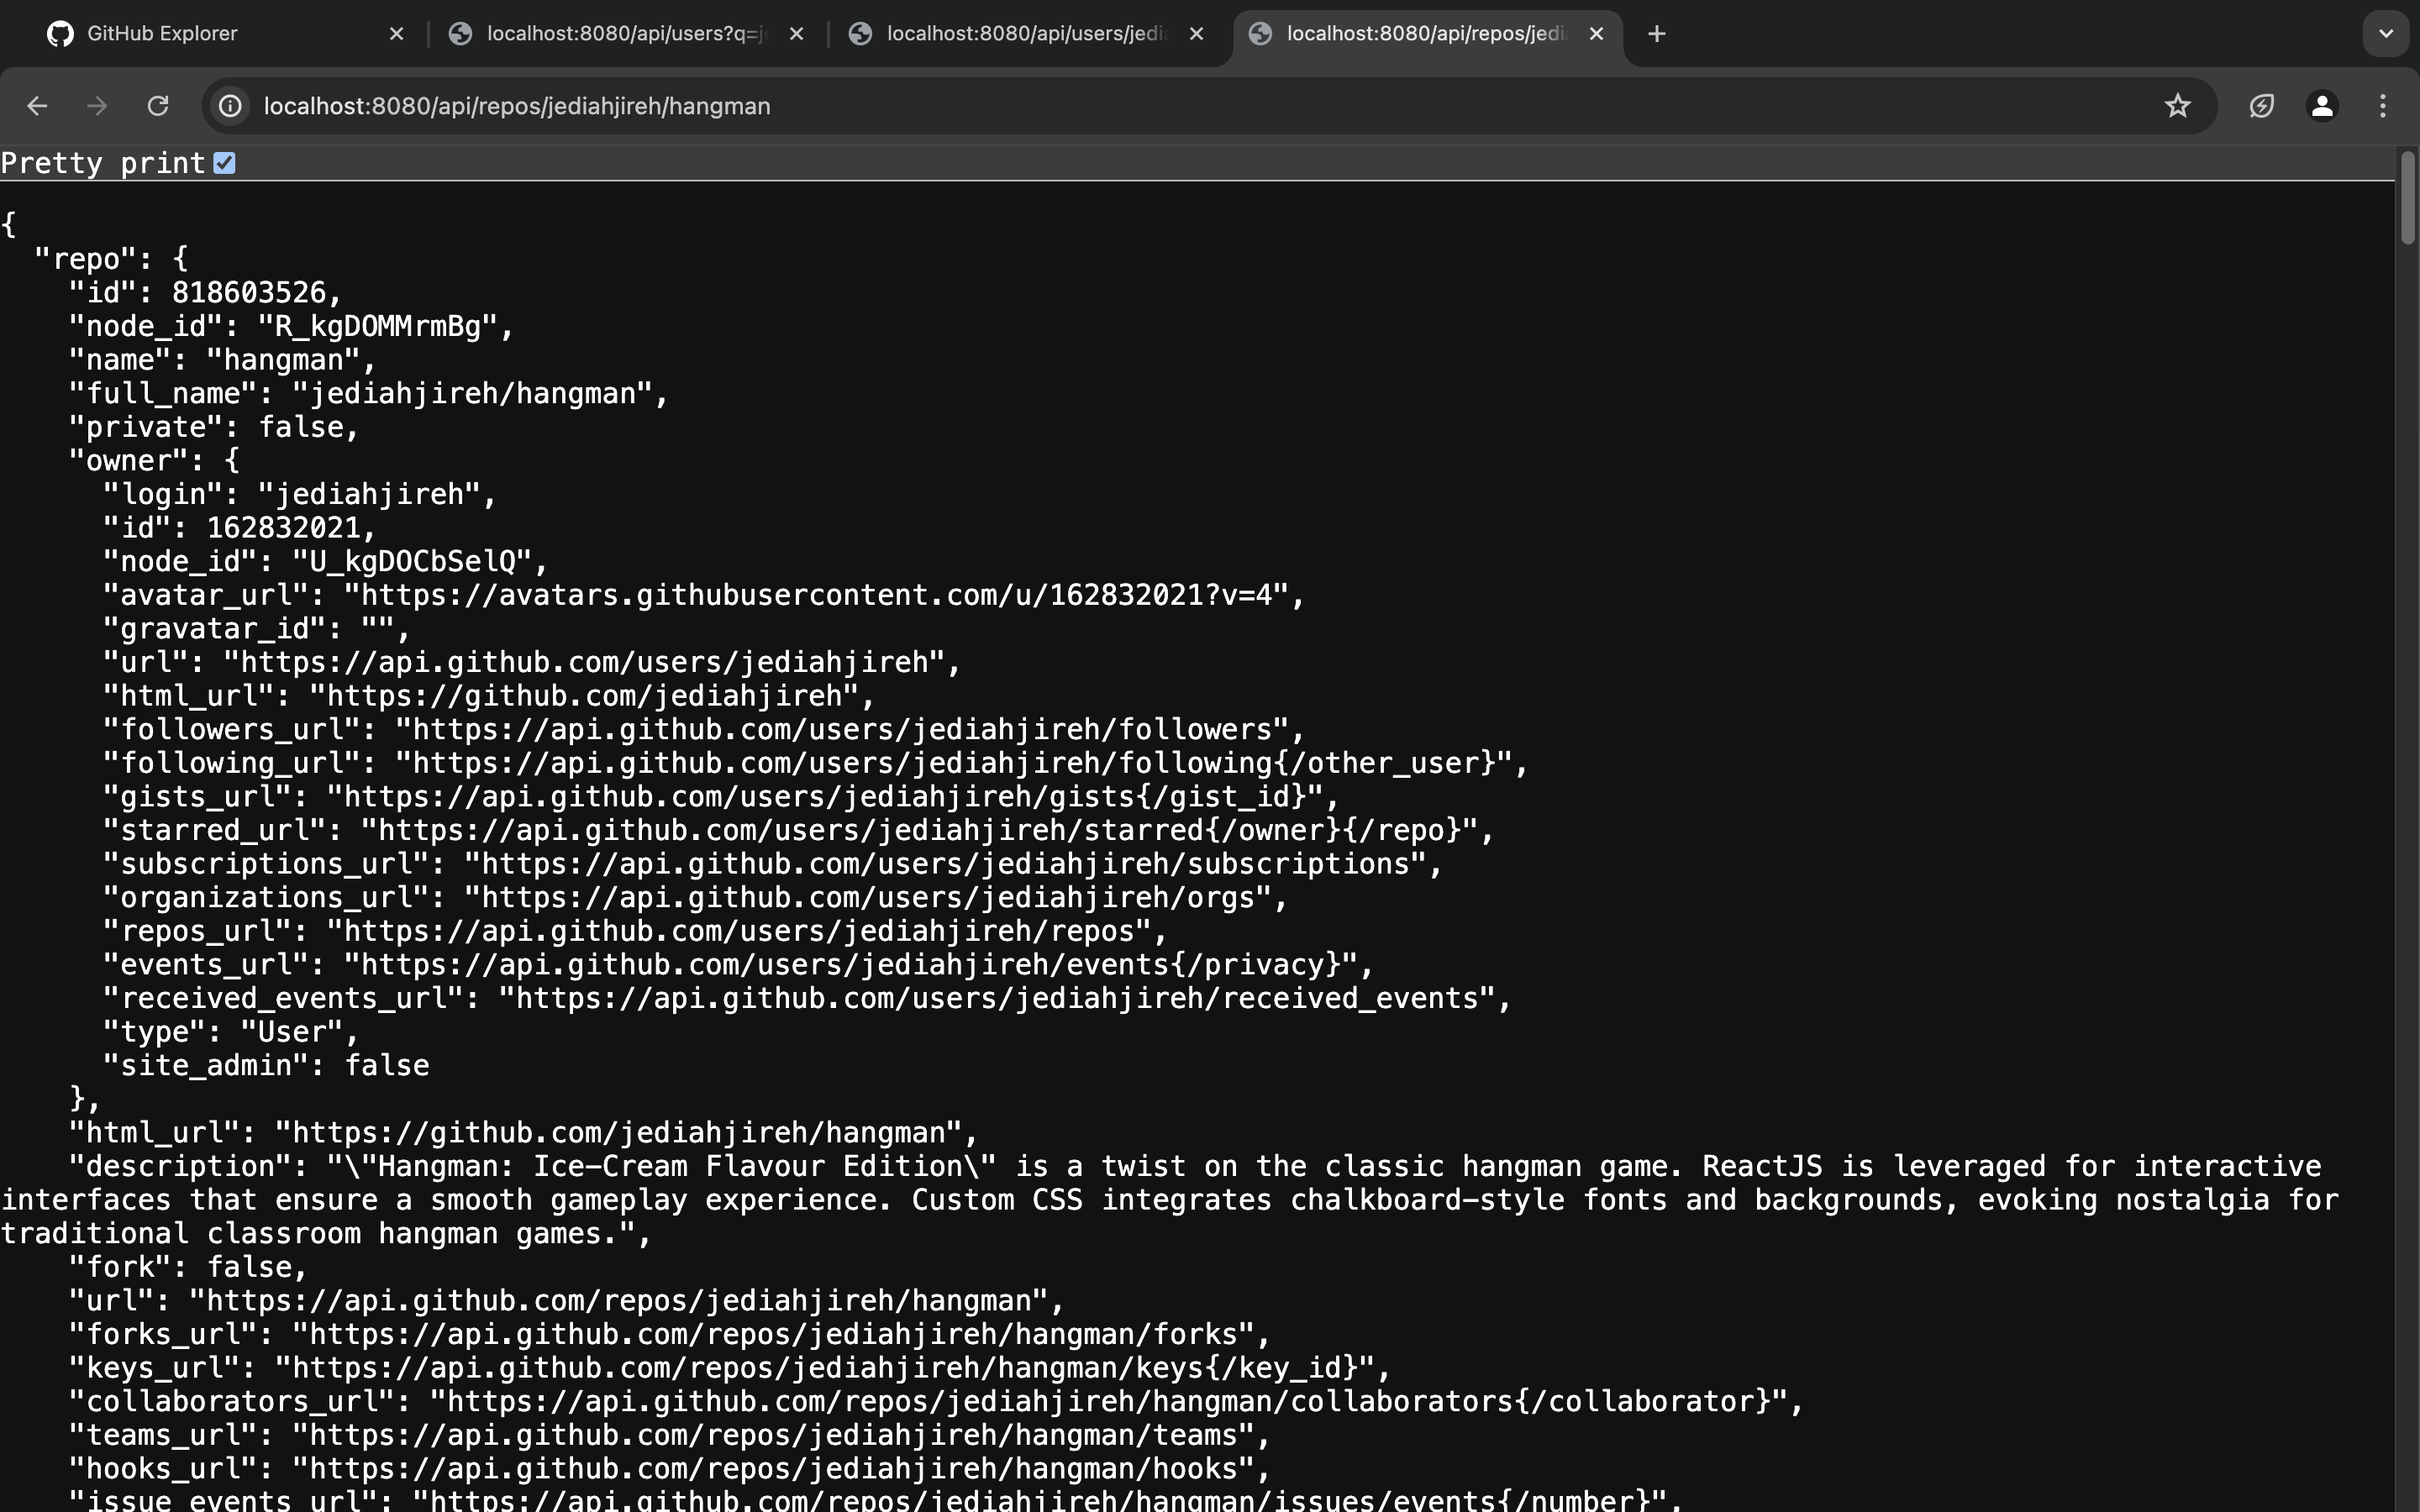 GitHub Explorer
localhost:8080/api/users?q=j
localhost:8080/api/users/jedi
localhost:8080/api/repos/jedi
localhost:8080/api/repos/jediahjireh/hangman
Pretty print
{
  "repo": {
    "id": 818603526,
    "node_id": "R_kgDOMMrmBg",
    "name": "hangman",
    "full_name": "jediahjireh/hangman",
    "private": false,
    "owner": {
      "login": "jediahjireh",
      "id": 162832021,
      "node_id": "U_kgDOCbSelQ",
      "avatar_url": "https://avatars.githubusercontent.com/u/162832021?v=4",
      "gravatar_id": "",
      "url": "https://api.github.com/users/jediahjireh",
      "html_url": "https://github.com/jediahjireh",
      "followers_url": "https://api.github.com/users/jediahjireh/followers",
      "following_url": "https://api.github.com/users/jediahjireh/following{/other_user}",
      "gists_url": "https://api.github.com/users/jediahjireh/gists{/gist_id}",
      "starred_url": "https://api.github.com/users/jediahjireh/starred{/owner}{/repo}",
      "subscriptions_url": "https://api.github.com/users/jediahjireh/subscriptions",
      "organizations_url": "https://api.github.com/users/jediahjireh/orgs",
      "repos_url": "https://api.github.com/users/jediahjireh/repos",
      "events_url": "https://api.github.com/users/jediahjireh/events{/privacy}",
      "received_events_url": "https://api.github.com/users/jediahjireh/received_events",
      "type": "User",
      "site_admin": false
    },
    "html_url": "https://github.com/jediahjireh/hangman",
    "description": "\"Hangman: Ice-Cream Flavour Edition\" is a twist on the classic hangman game. ReactJS is leveraged for interactive
interfaces that ensure a smooth gameplay experience. Custom CSS integrates chalkboard-style fonts and backgrounds, evoking nostalgia for
traditional classroom hangman games.",
    "fork": false,
    "url": "https://api.github.com/repos/jediahjireh/hangman",
    "forks_url": "https://api.github.com/repos/jediahjireh/hangman/forks",
    "keys_url": "https://api.github.com/repos/jediahjireh/hangman/keys{/key_id}",
    "collaborators_url": "https://api.github.com/repos/jediahjireh/hangman/collaborators{/collaborator}",
    "teams_url": "https://api.github.com/repos/jediahjireh/hangman/teams",
    "hooks_url": "https://api.github.com/repos/jediahjireh/hangman/hooks",
    "issue_events_url": "https://api.github.com/repos/jediahjireh/hangman/issues/events{/number}",